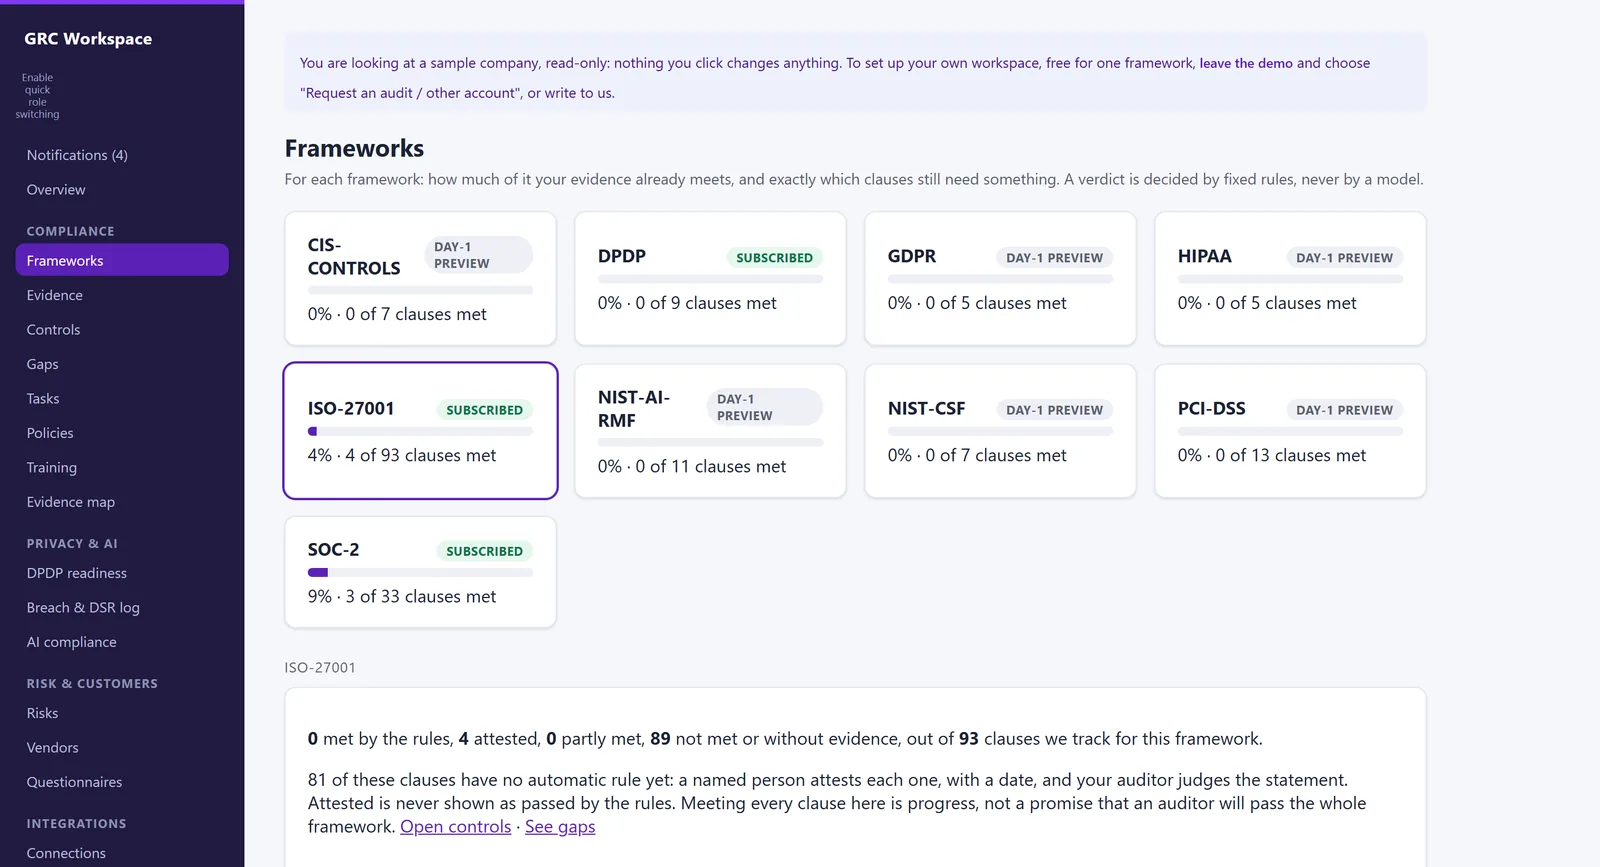 GRC Workspace
Enable
quick
role
switching
Notifications (4)
Overview
COMPLIANCE
Frameworks
Evidence
Controls
Gaps
Tasks
Policies
Training
Evidence map
PRIVACY & AI
DPDP readiness
Breach & DSR log
AI compliance
RISK & CUSTOMERS
Risks
Vendors
Questionnaires
INTEGRATIONS
Connections
You are looking at a sample company, read-only: nothing you click changes anything. To set up your own workspace, free for one framework, leave the demo and choose
"Request an audit / other account", or write to us.
Frameworks
For each framework: how much of it your evidence already meets, and exactly which clauses still need something. A verdict is decided by fixed rules, never by a model.
CIS-
CONTROLS
DAY-1
PREVIEW
0% · 0 of 7 clauses met
DPDP
SUBSCRIBED
0% · 0 of 9 clauses met
GDPR
DAY-1 PREVIEW
0% · 0 of 5 clauses met
HIPAA
DAY-1 PREVIEW
0% · 0 of 5 clauses met
ISO-27001
SUBSCRIBED
4% · 4 of 93 clauses met
NIST-AI-
RMF
DAY-1
PREVIEW
0% · 0 of 11 clauses met
NIST-CSF
DAY-1 PREVIEW
0% · 0 of 7 clauses met
PCI-DSS
DAY-1 PREVIEW
0% · 0 of 13 clauses met
SOC-2
SUBSCRIBED
9% · 3 of 33 clauses met
ISO-27001
0 met by the rules, 4 attested, 0 partly met, 89 not met or without evidence, out of 93 clauses we track for this framework.
81 of these clauses have no automatic rule yet: a named person attests each one, with a date, and your auditor judges the statement.
Attested is never shown as passed by the rules. Meeting every clause here is progress, not a promise that an auditor will pass the whole
framework. Open controls · See gaps